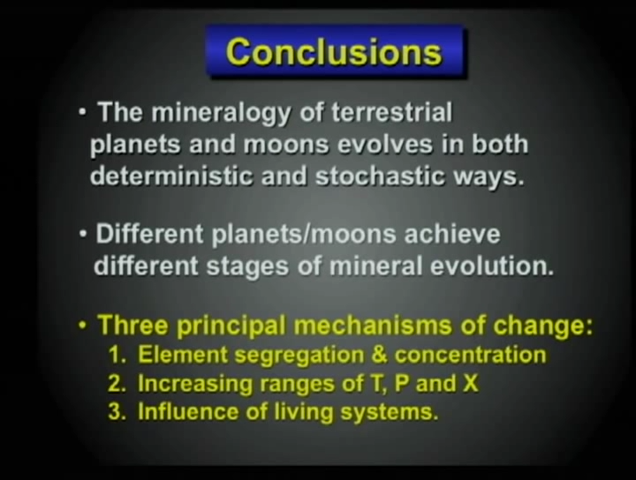 Conclusions
• The mineralogy of terrestrial
planets and moons evolves in both
deterministic and stochastic ways.
• Different planets/moons achieve
different stages of mineral evolution.
• Three principal mechanisms of change:
1. Element segregation & concentration
2. Increasing ranges of T, P and X
3. Influence of living systems.